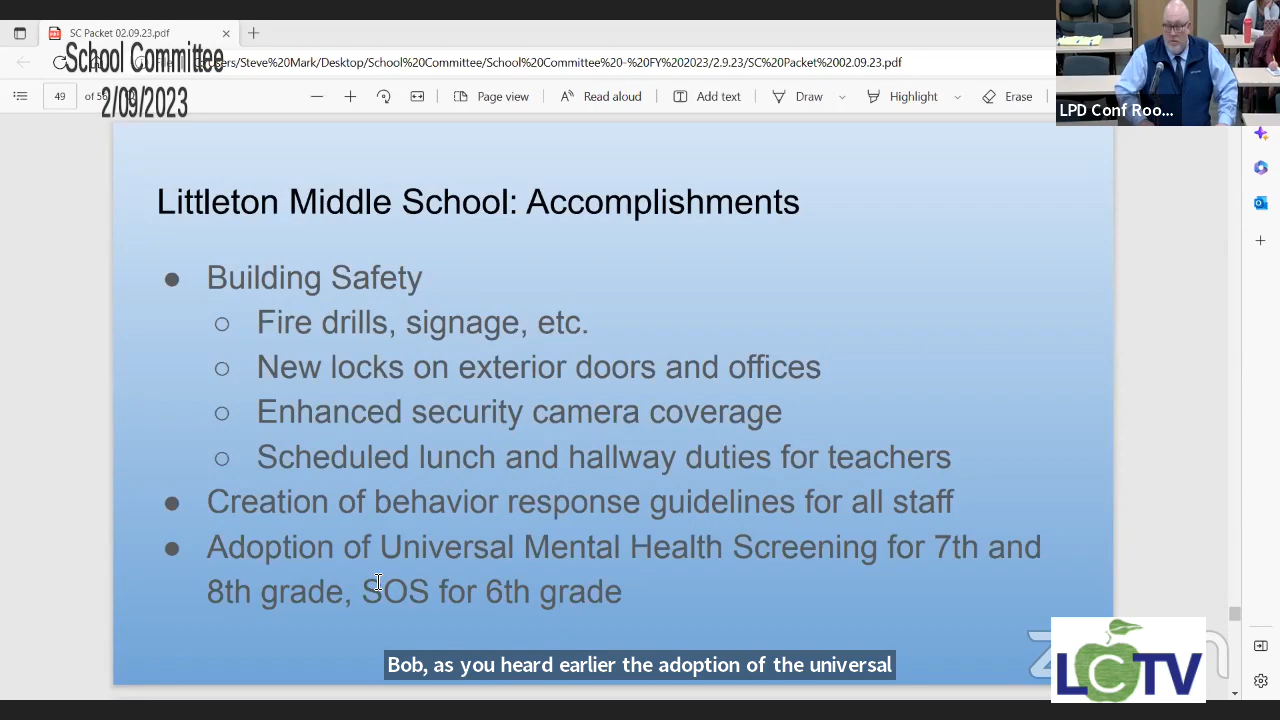 SC Packet 02.09.23.pdf
School Committee
2/09/2023
ers/Steve%20Mark/Desktop/School%20Committee/School%20Committee%20-%20FY%202023/2.9.23/SC%20Packet%2002.09.23.pdf
49
Page view
Read aloud
Add text
Draw
Highlight
Erase
LPD Conf Roo...
Littleton Middle School: Accomplishments
● Building Safety
○ Fire drills, signage, etc.
○ New locks on exterior doors and offices
○ Enhanced security camera coverage
○ Scheduled lunch and hallway duties for teachers
● Creation of behavior response guidelines for all staff
● Adoption of Universal Mental Health Screening for 7th and
8th grade, SOS for 6th grade
Bob, as you heard earlier the adoption of the universal
LCTV